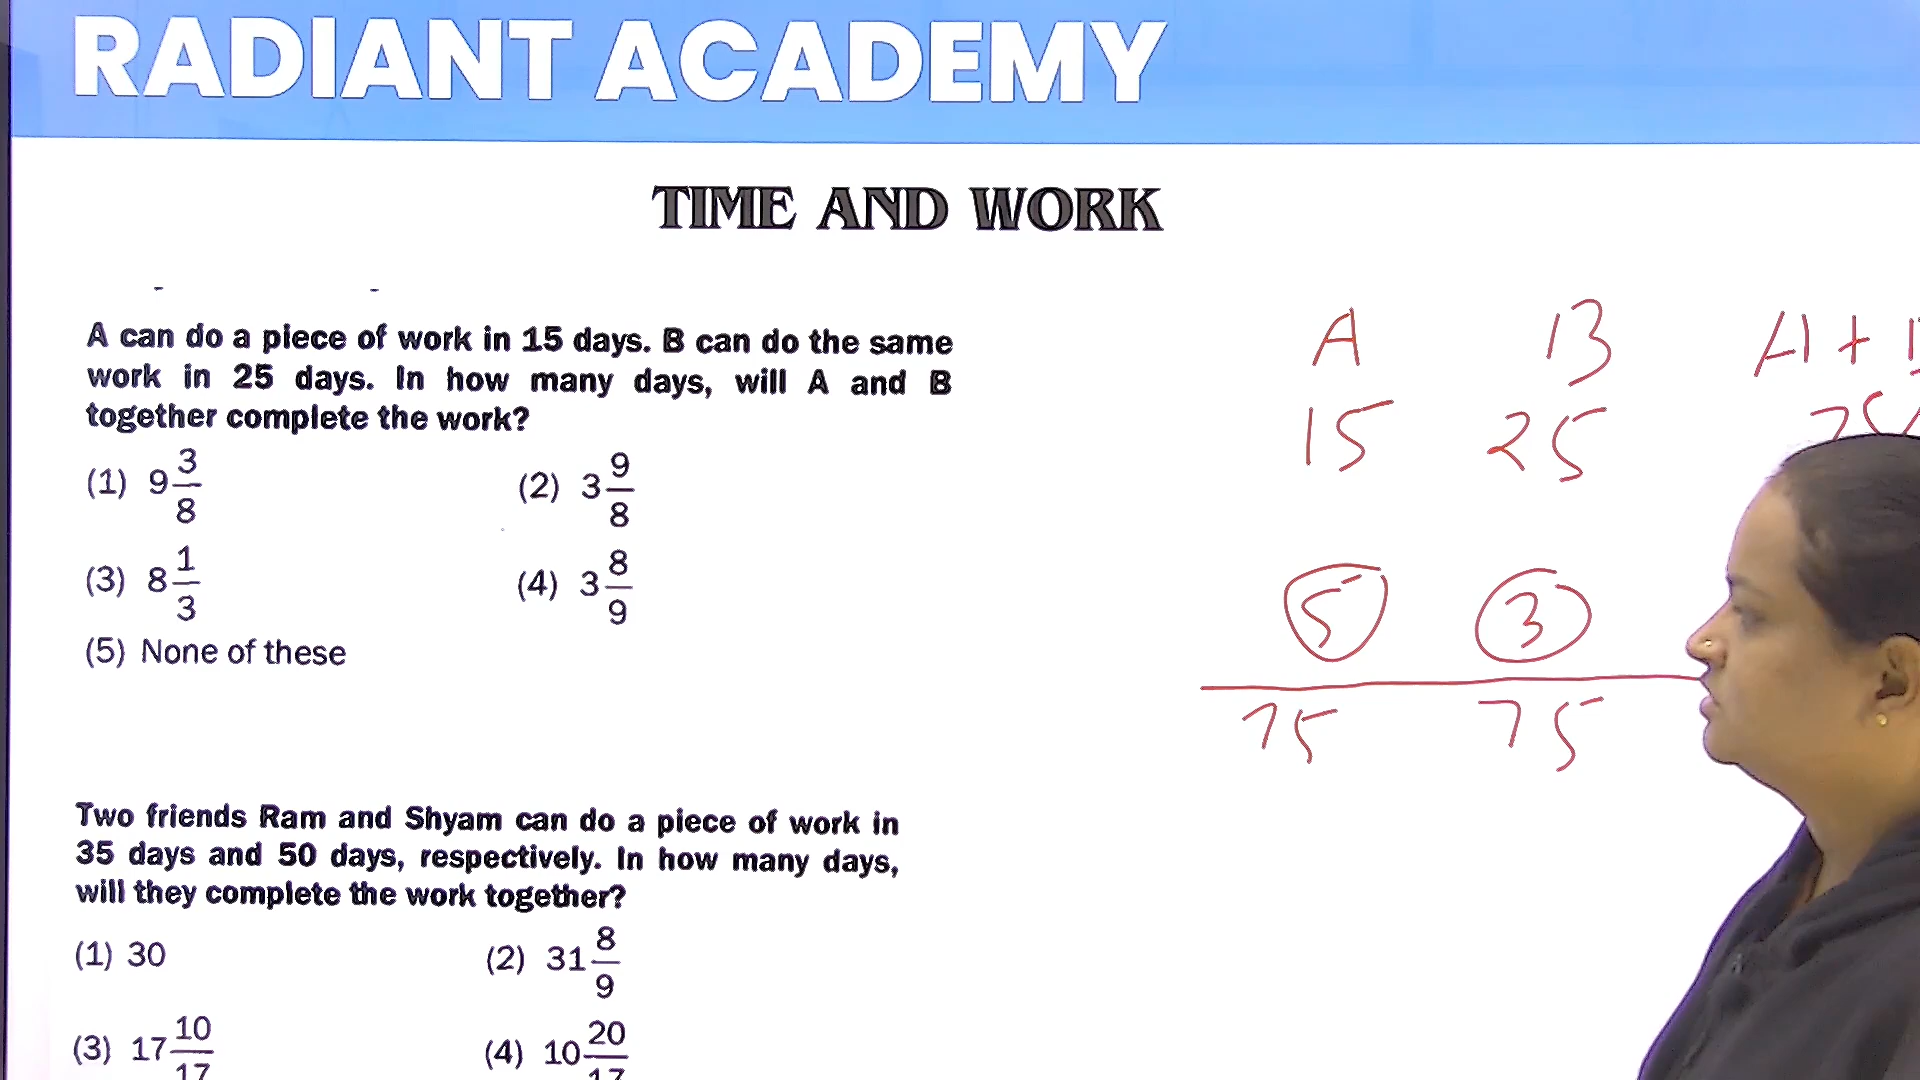 RADIANT ACADEMY
TIME AND WORK
A can do a piece of work in 15 days. B can do the same
work in 25 days. In how many days, will A and B
together complete the work?
(1) 9 3/8 (2) 3 9/8
(3) 8 1/3 (4) 3 8/9
(5) None of these
Two friends Ram and Shyam can do a piece of work in
35 days and 50 days, respectively. In how many days,
will they complete the work together?
(1) 30 (2) 31 8/9
(3) 17 10/17 (4) 10 20/17
A B A +
15 25
5 3
75 75